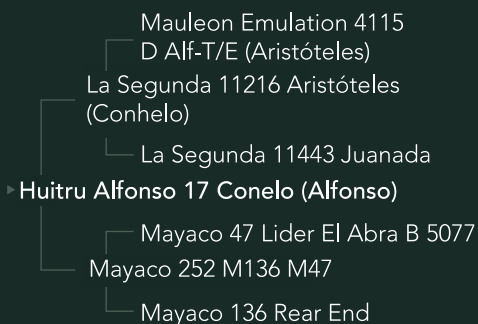 Mauleon Emulation 4115
D Alf-T/E (Aristóteles)
La Segunda 11216 Aristóteles
(Conhelo)
La Segunda 11443 Juanada
Huitru Alfonso 17 Conelo (Alfonso)
Mayaco 47 Lider El Abra B 5077
Mayaco 252 M136 M47
Mayaco 136 Rear End